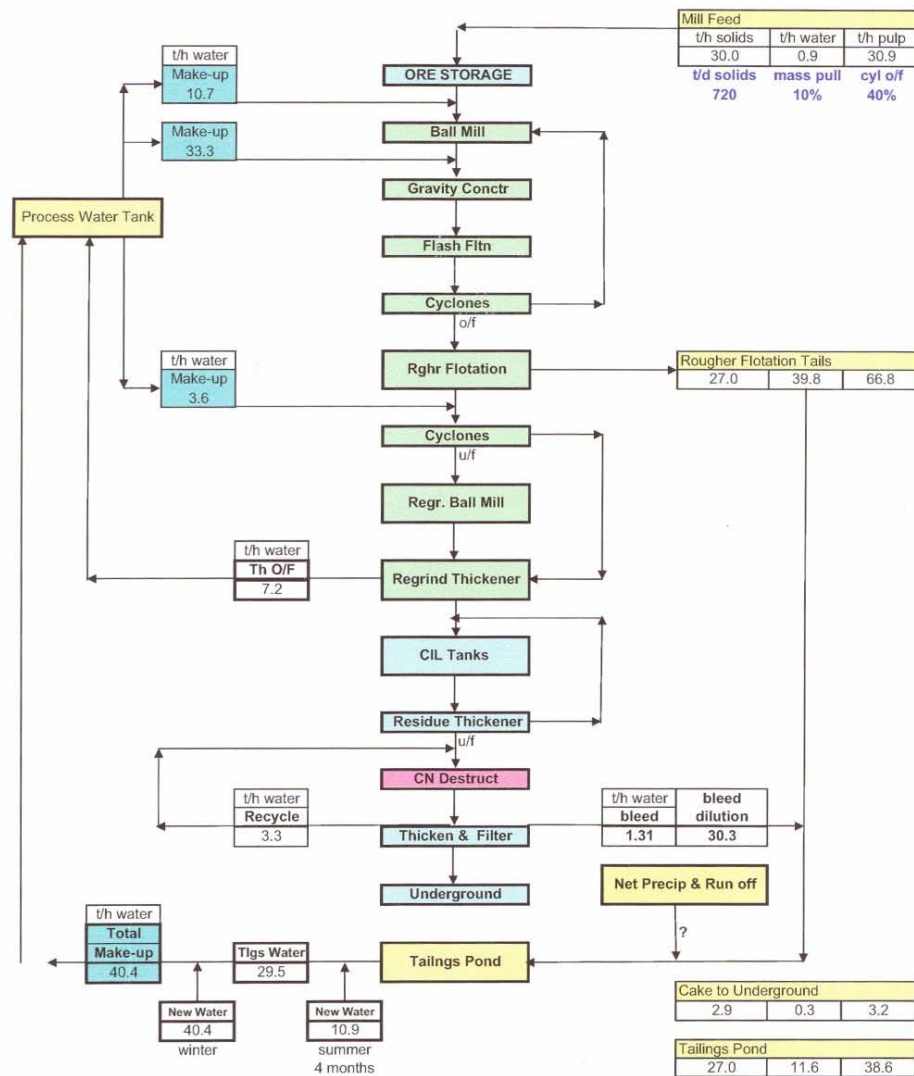 Mill Feed
t/h solids t/h water t/h pulp
30.0 0.9 30.9
t/d solids mass pull cyl o/f
720 10% 40%
t/h water
Make-up
10.7
ORE STORAGE
Make-up
33.3
Ball Mill
Gravity Conctr
Process Water Tank
Flash Fltn
Cyclones
o/f
t/h water
Make-up
3.6
Rghr Flotation
Rougher Flotation Tails
27.0 39.8 66.8
Cyclones
u/f
Regr. Ball Mill
t/h water
Th O/F
7.2
Regrind Thickener
CIL Tanks
Residue Thickener
u/f
CN Destruct
t/h water
Recycle
3.3
Thicken & Filter
t/h water bleed
bleed dilution
1.31 30.3
Underground
Net Precip & Run off
?
t/h water
Total
Make-up
40.4
Tlgs Water
29.5
Tailngs Pond
New Water
40.4
winter
New Water
10.9
summer
4 months
Cake to Underground
2.9 0.3 3.2
Tailings Pond
27.0 11.6 38.6